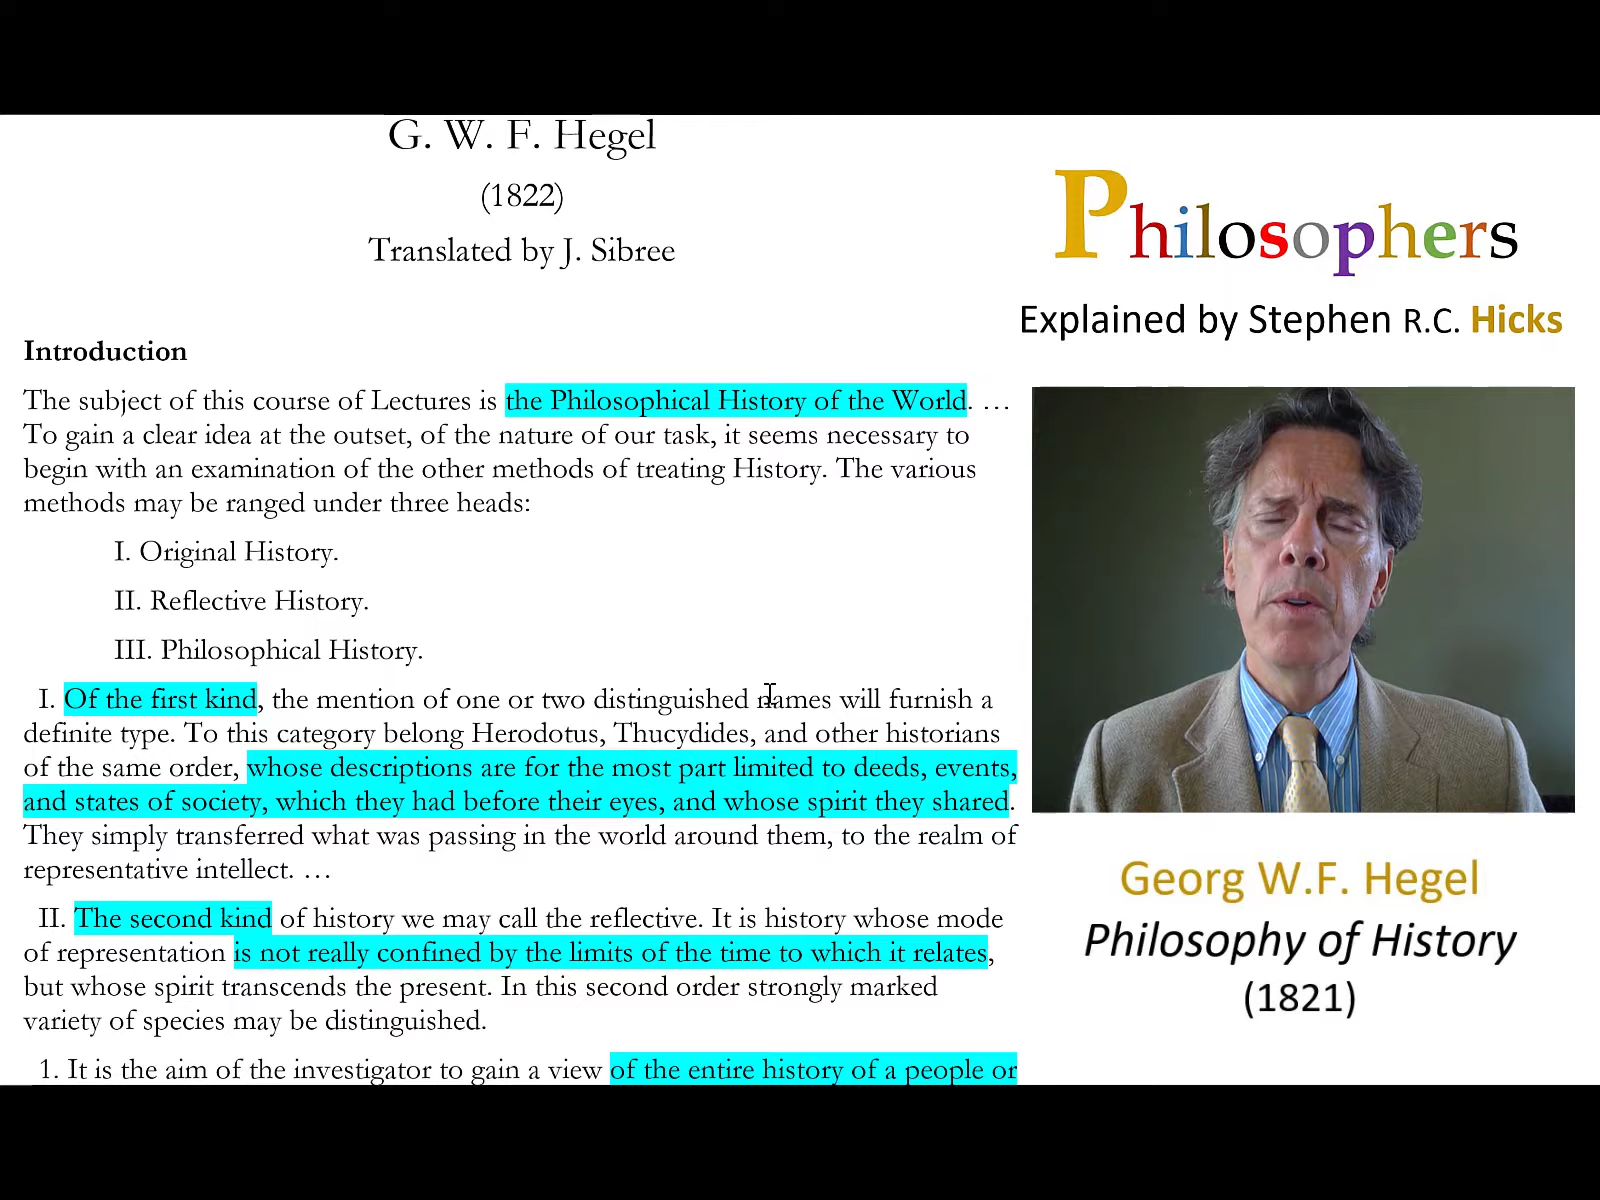 G. W. F. Hegel
(1822)
Translated by J. Sibree
Introduction
The subject of this course of Lectures is the Philosophical History of the World. …
To gain a clear idea at the outset, of the nature of our task, it seems necessary to
begin with an examination of the other methods of treating History. The various
methods may be ranged under three heads:
I. Original History.
II. Reflective History.
III. Philosophical History.
I. Of the first kind, the mention of one or two distinguished names will furnish a
definite type. To this category belong Herodotus, Thucydides, and other historians
of the same order, whose descriptions are for the most part limited to deeds, events,
and states of society, which they had before their eyes, and whose spirit they shared.
They simply transferred what was passing in the world around them, to the realm of
representative intellect. …
II. The second kind of history we may call the reflective. It is history whose mode
of representation is not really confined by the limits of the time to which it relates,
but whose spirit transcends the present. In this second order strongly marked
variety of species may be distinguished.
1. It is the aim of the investigator to gain a view of the entire history of a people or
Philosophers
Explained by Stephen R.C. Hicks
Georg W.F. Hegel
Philosophy of History
(1821)